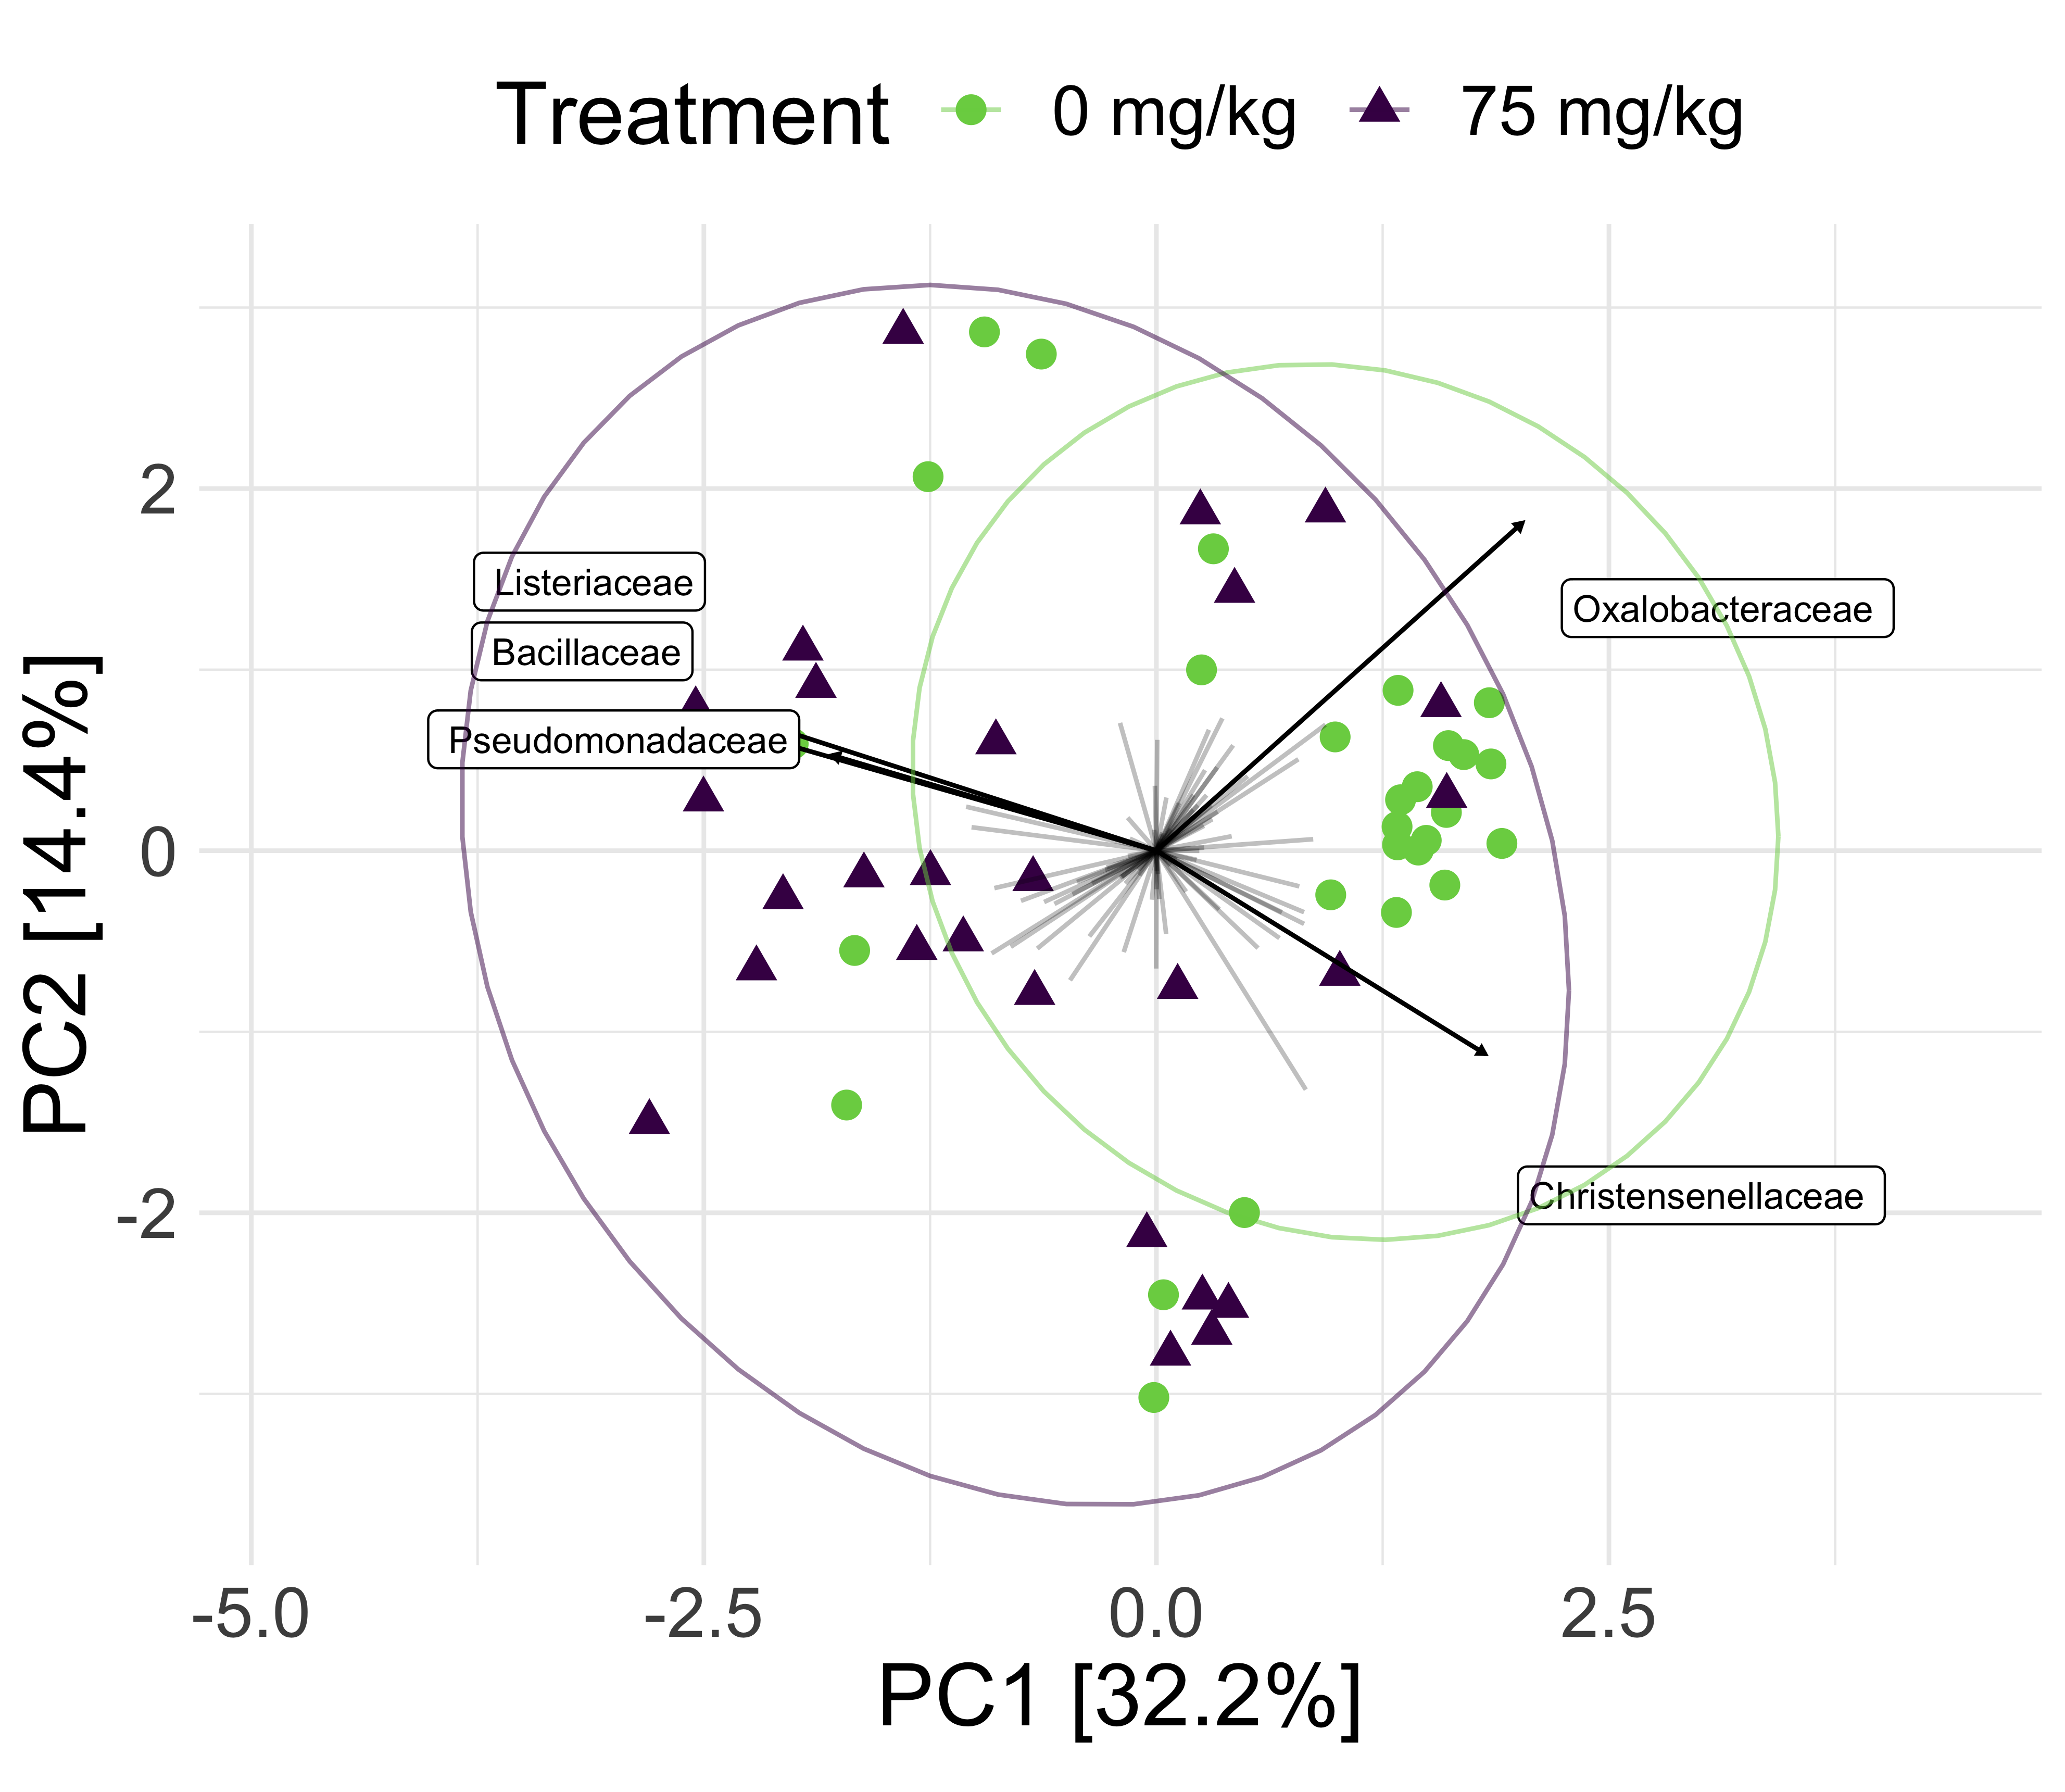 Treatment 0 mg/kg 75 mg/kg
PC2 [14.4%]
2
0
-2
Listeriaceae
Bacillaceae
Pseudomonadaceae
Oxalobacteraceae
Christensenellaceae
-5.0 -2.5 0.0 2.5
PC1 [32.2%]